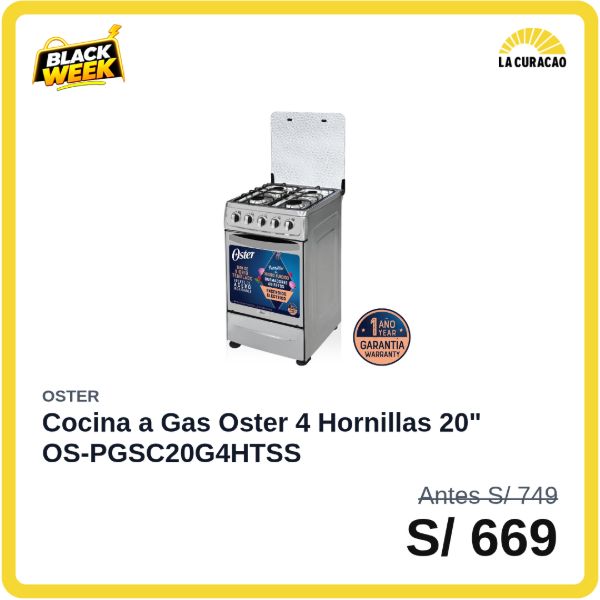 BLACK
WEEK
LA CURACAO
Oster
1 AÑO
YEAR
GARANTIA
WARRANTY
OSTER
Cocina a Gas Oster 4 Hornillas 20"
OS-PGSC20G4HTSS
Antes S/ 749
S/ 669